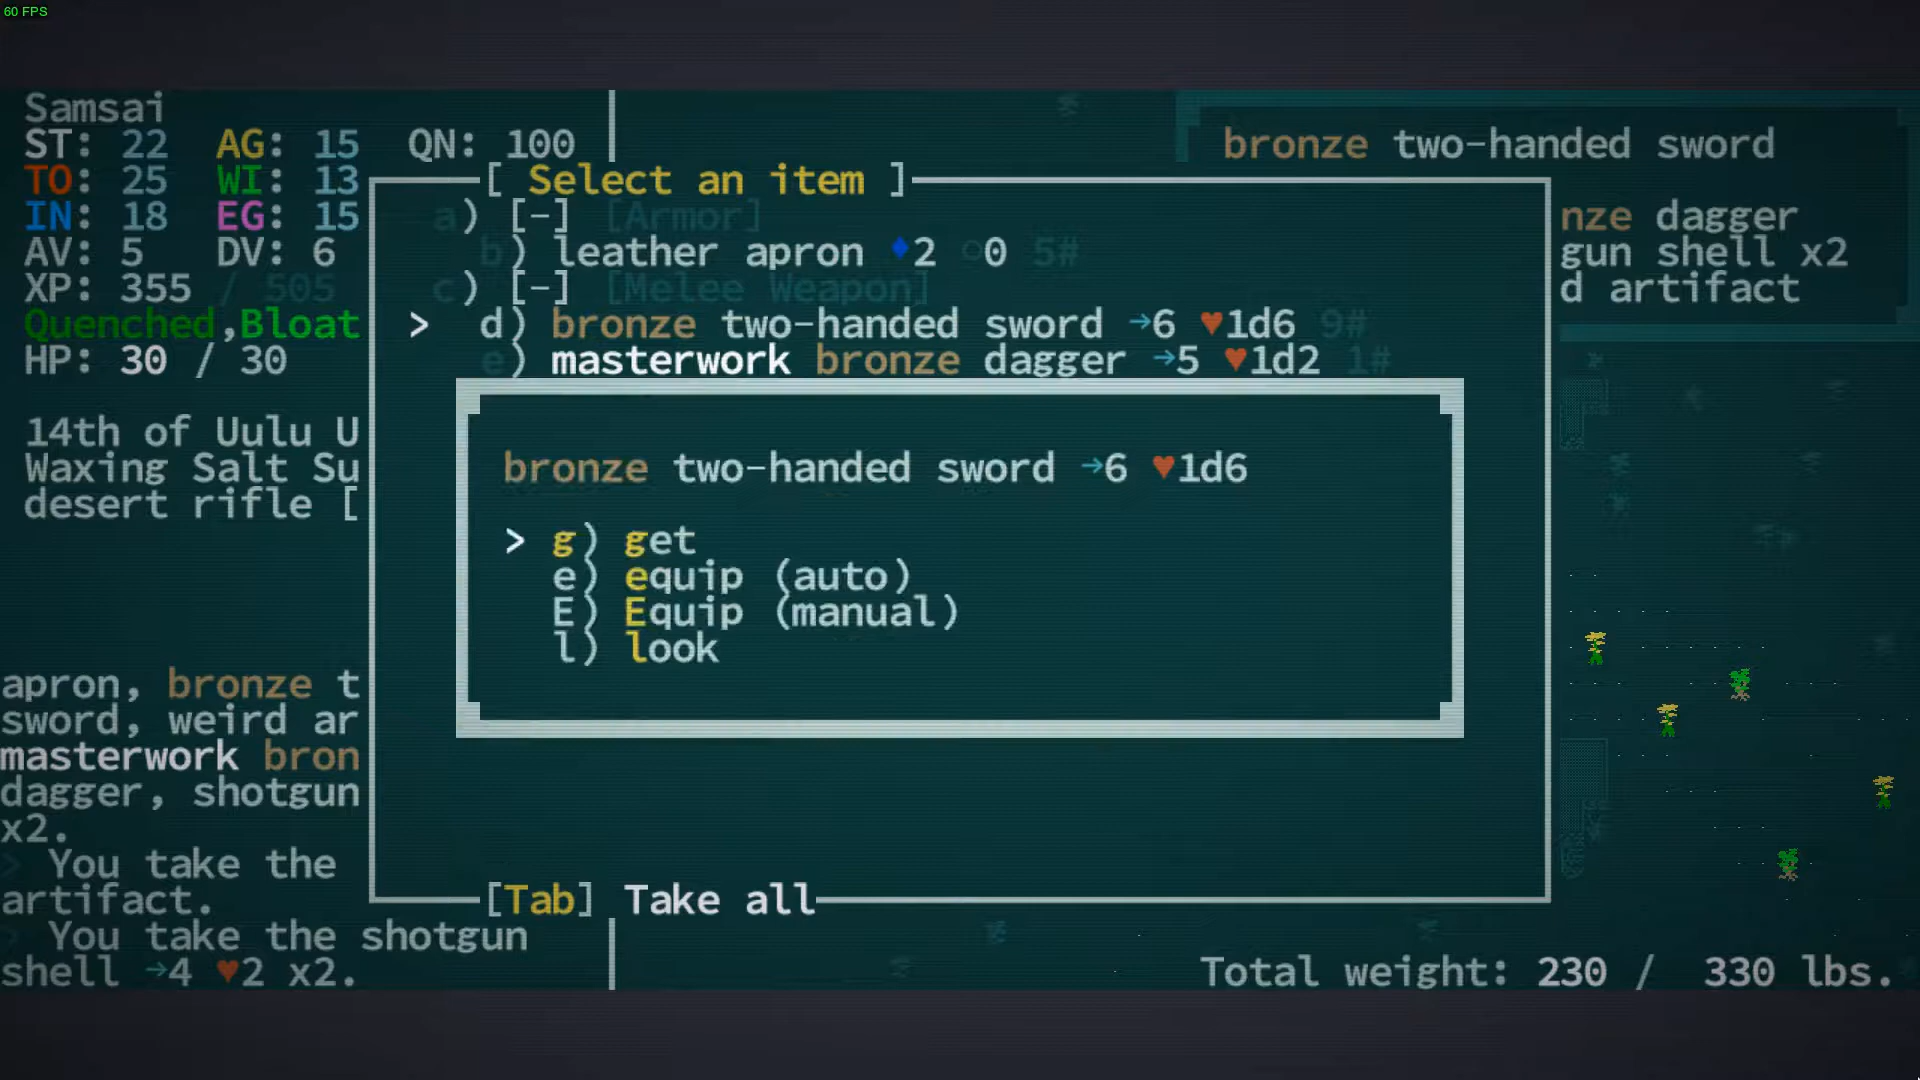 60 FPS
Samsai
ST: 22 AG: 15 QN: 100
TO: 25 WI: 13
IN: 18 EG: 15
AV: 5 DV: 6
XP: 355 / 505
Quenched,Bloat
HP: 30 / 30
14th of Uulu U
Waxing Salt Su
desert rifle [
apron, bronze t
sword, weird ar
masterwork bron
dagger, shotgun
x2.
> You take the
artifact.
> You take the shotgun
shell →4 ♥2 x2.
[ Select an item ]
a) [-] [Armor]
b) leather apron ♦2 ○0 5#
c) [-] [Melee Weapon]
> d) bronze two-handed sword →6 ♥1d6 9#
e) masterwork bronze dagger →5 ♥1d2 1#
bronze two-handed sword →6 ♥1d6
> g) get
e) equip (auto)
E) Equip (manual)
l) look
[Tab] Take all
bronze two-handed sword
nze dagger
gun shell x2
d artifact
Total weight: 230 / 330 lbs.